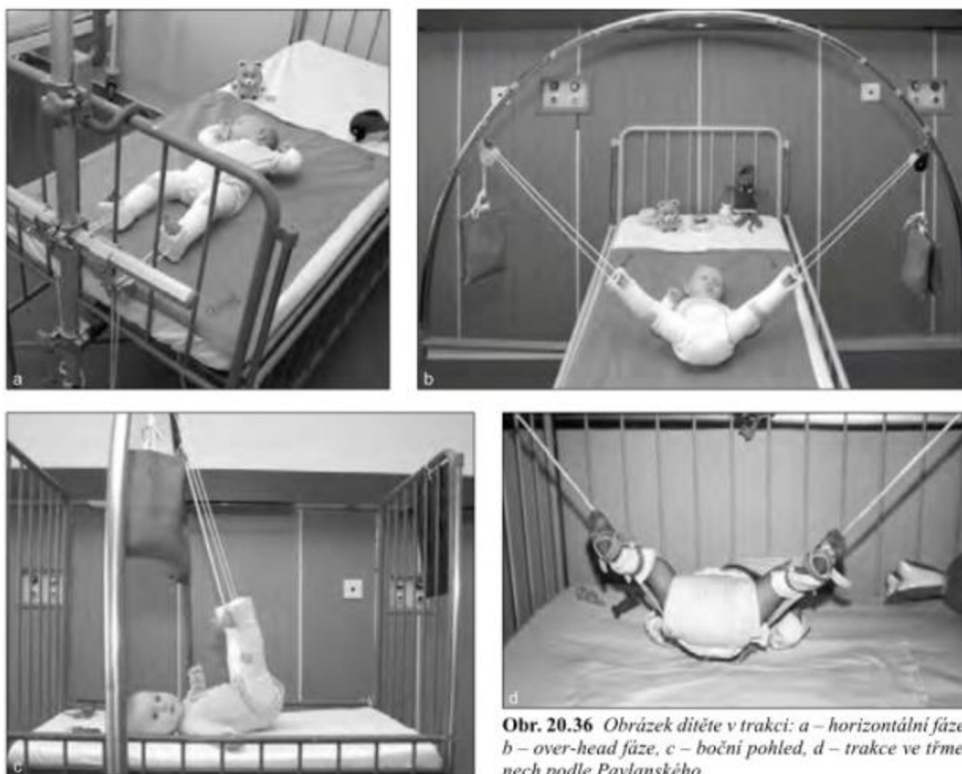 a
b
c
d
Obr. 20.36 Obrázek dítěte v trakci: a – horizontální fáze
b – over-head fáze, c – boční pohled, d – trakce ve třme
nech podle Pavlanského